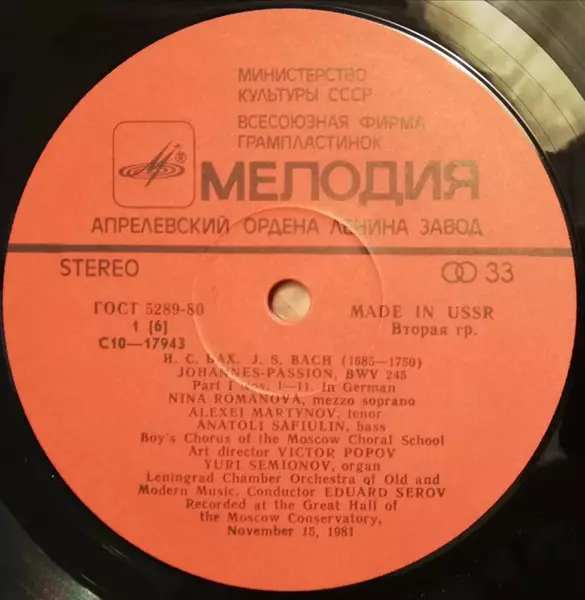 МИНИСТЕРСТВО
КУЛЬТУРЫ СССР
ВСЕСОЮЗНАЯ ФИРМА
ГРАМПЛАСТИНОК
® МЕЛОДИЯ
АПРЕЛЕВСКИЙ ОРДЕНА ЛЕНИНА ЗАВОД
STEREO 33
ГОСТ 5289-80 MADE IN USSR
1 [6] Вторая гр.
С10—17943
И. С. БАХ. J. S. BACH (1685—1750)
JOHANNES-PASSION, BWV 245
Part I Nos. 1—11. In German
NINA ROMANOVA, mezzo soprano
ALEXEI MARTYNOV, tenor
ANATOLI SAFIULIN, bass
Boy's Chorus of the Moscow Choral School
Art director VICTOR POPOV
YURI SEMIONOV, organ
Leningrad Chamber Orchestra of Old and
Modern Music. Conductor EDUARD SEROV
Recorded at the Great Hall of
the Moscow Conservatory,
November 15, 1981